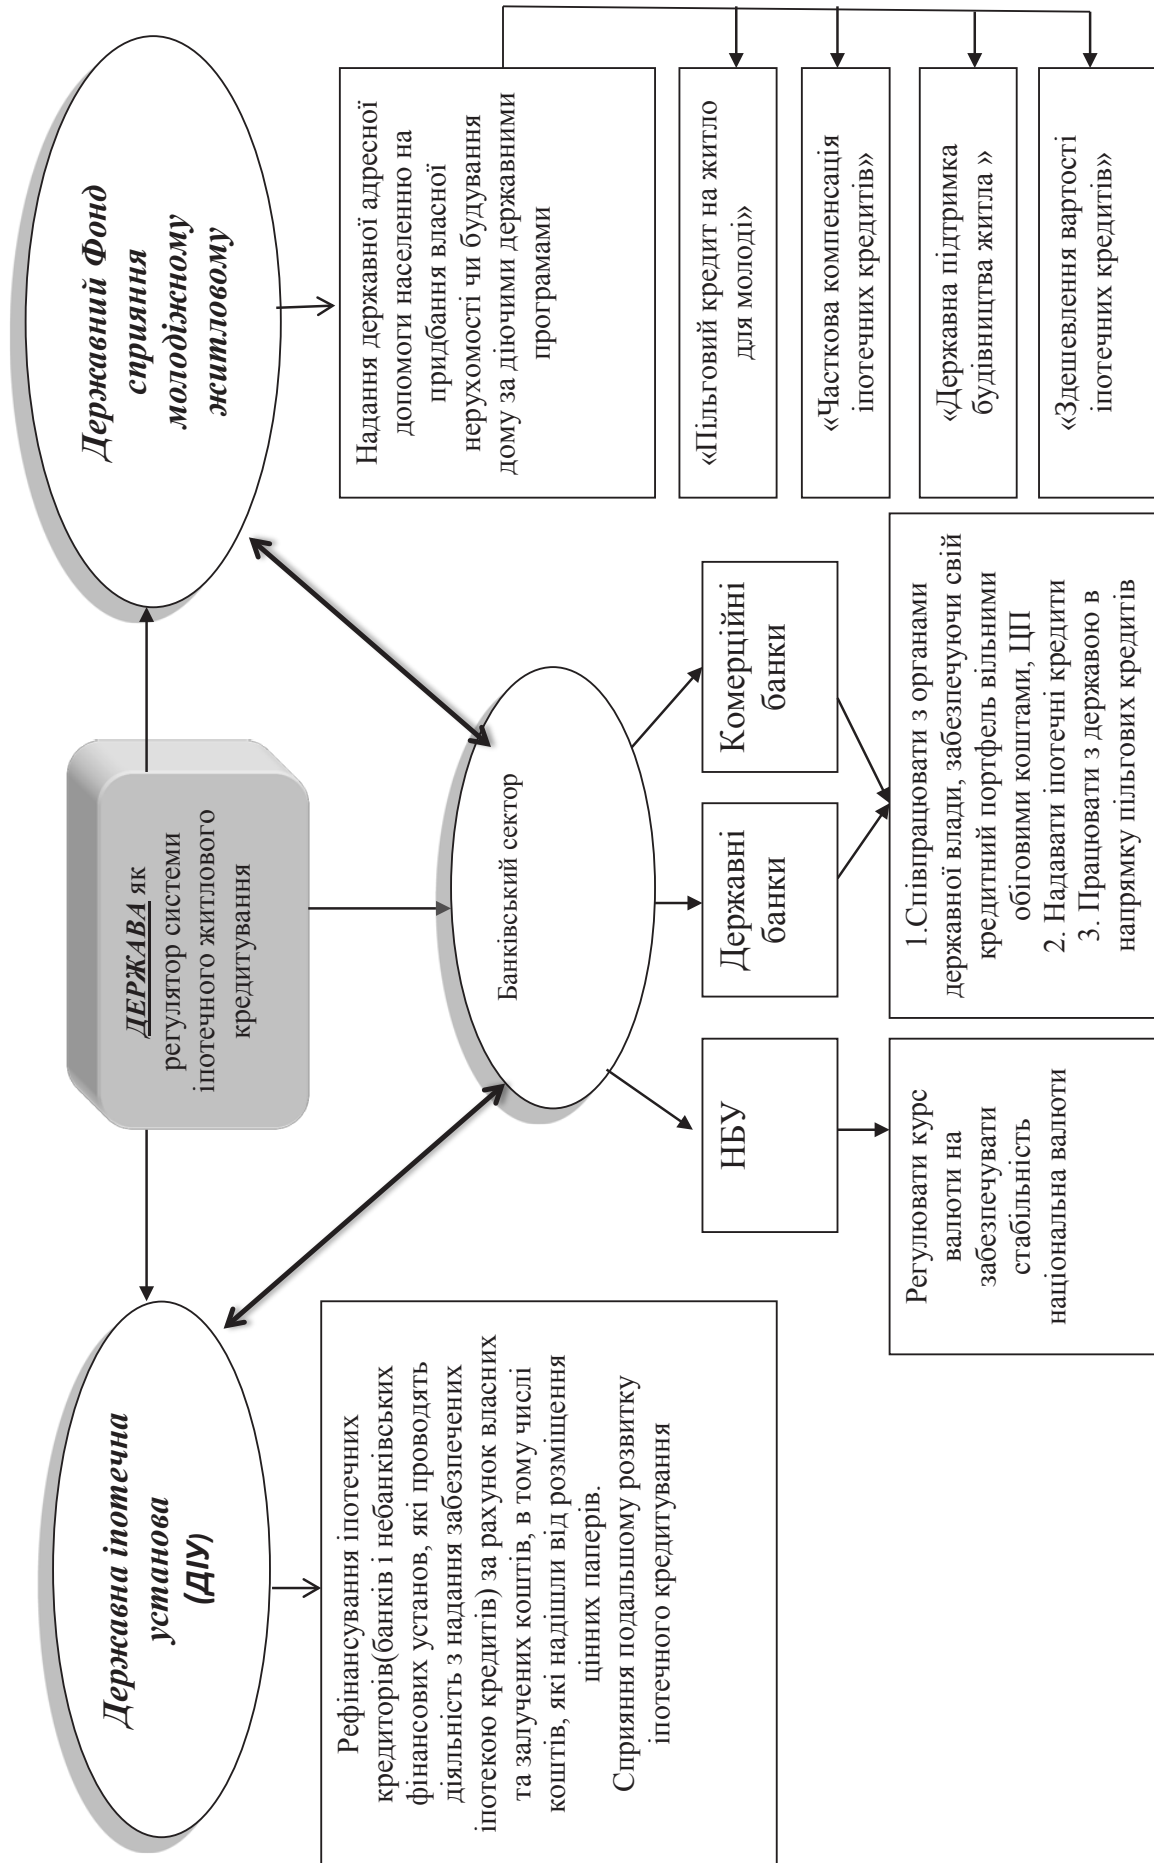 ДЕРЖАВА як
регулятор системи
іпотечного житлового
кредитування
Державна іпотечна
установа
(ДІУ)
Державний Фонд
сприяння
молодіжному
житловому
Банківський сектор
Рефінансування іпотечних
кредиторів(банків і небанківських
фінансових установ, які проводять
діяльність з надання забезпечених
іпотекою кредитів) за рахунок власних
та залучених коштів, в тому числі
коштів, які надішли від розміщення
цінних паперів.
Сприяння подальшому розвитку
іпотечного кредитування
НБУ
Державні
банки
Комерційні
банки
Регулювати курс
валюти на
забезпечувати
стабільність
національна валюти
1.Співпрацювати з органами
державної влади, забезпечуючи свій
кредитний портфель вільними
обіговими коштами, ЦП
2. Надавати іпотечні кредити
3. Працювати з державою в
напрямку пільгових кредитів
Надання державної адресної
допомоги населенню на
придбання власної
нерухомості чи будування
дому за діючими державними
програмами
«Пільговий кредит на житло
для молоді»
«Часткова компенсація
іпотечних кредитів»
«Державна підтримка
будівництва житла »
«Здешевлення вартості
іпотечних кредитів»